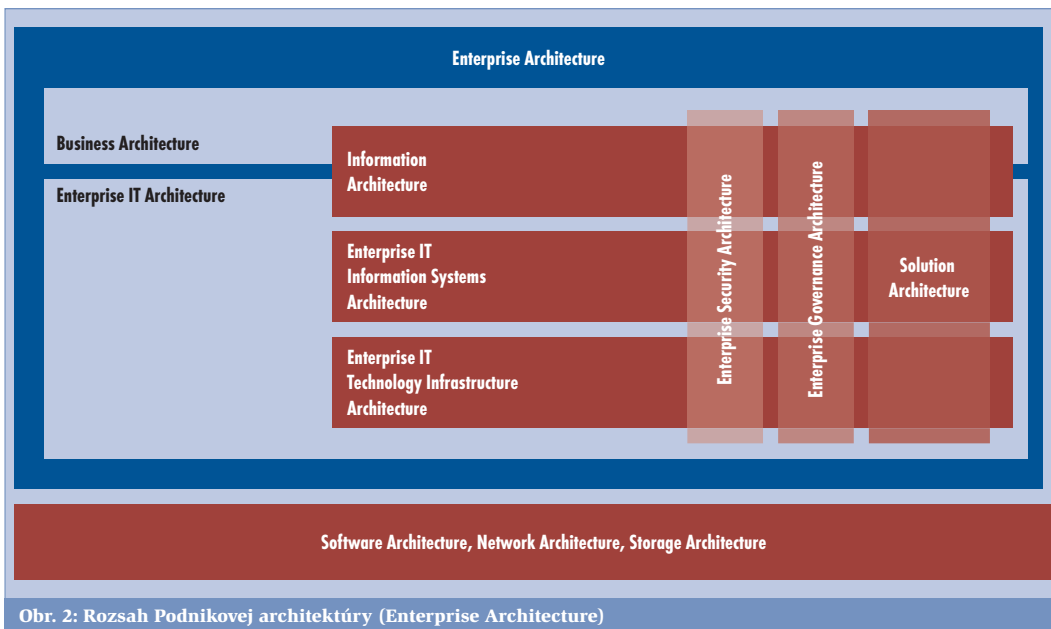 Enterprise Architecture
Business Architecture
Enterprise IT Architecture
Information
Architecture
Enterprise IT
Information Systems
Architecture
Enterprise IT
Technology Infrastructure
Architecture
Enterprise Security Architecture
Enterprise Governance Architecture
Solution
Architecture
Software Architecture, Network Architecture, Storage Architecture
Obr. 2: Rozsah Podnikovej architektúry (Enterprise Architecture)